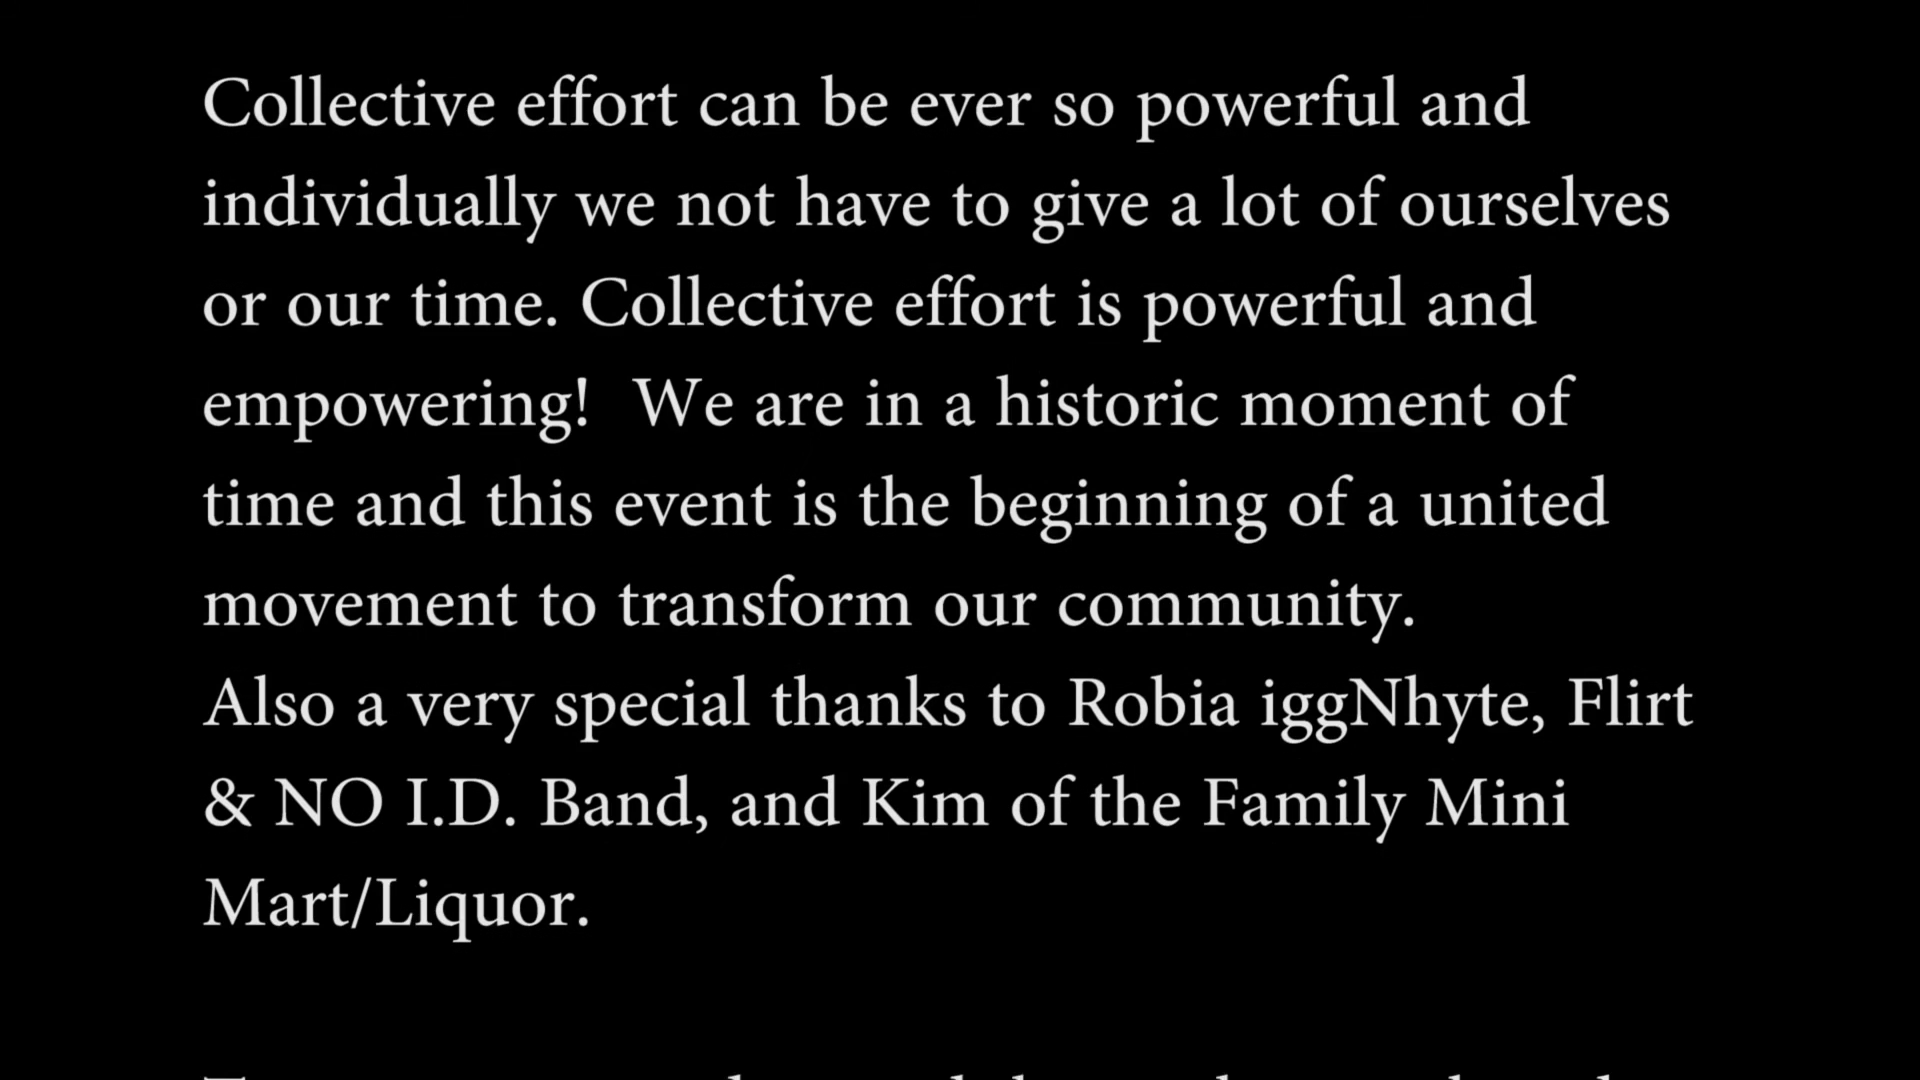 Collective effort can be ever so powerful and
individually we not have to give a lot of ourselves
or our time. Collective effort is powerful and
empowering!  We are in a historic moment of
time and this event is the beginning of a united
movement to transform our community.
Also a very special thanks to Robia iggNhyte, Flirt
& NO I.D. Band, and Kim of the Family Mini
Mart/Liquor.